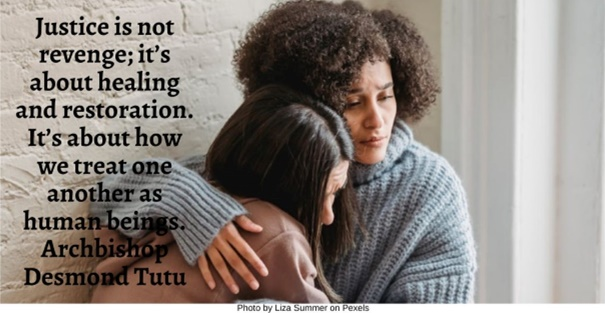 Justice is not
revenge; it’s
about healing
and restoration.
It’s about how
we treat one
another as
human beings.
Archbishop
Desmond Tutu
Photo by Liza Summer on Pexels